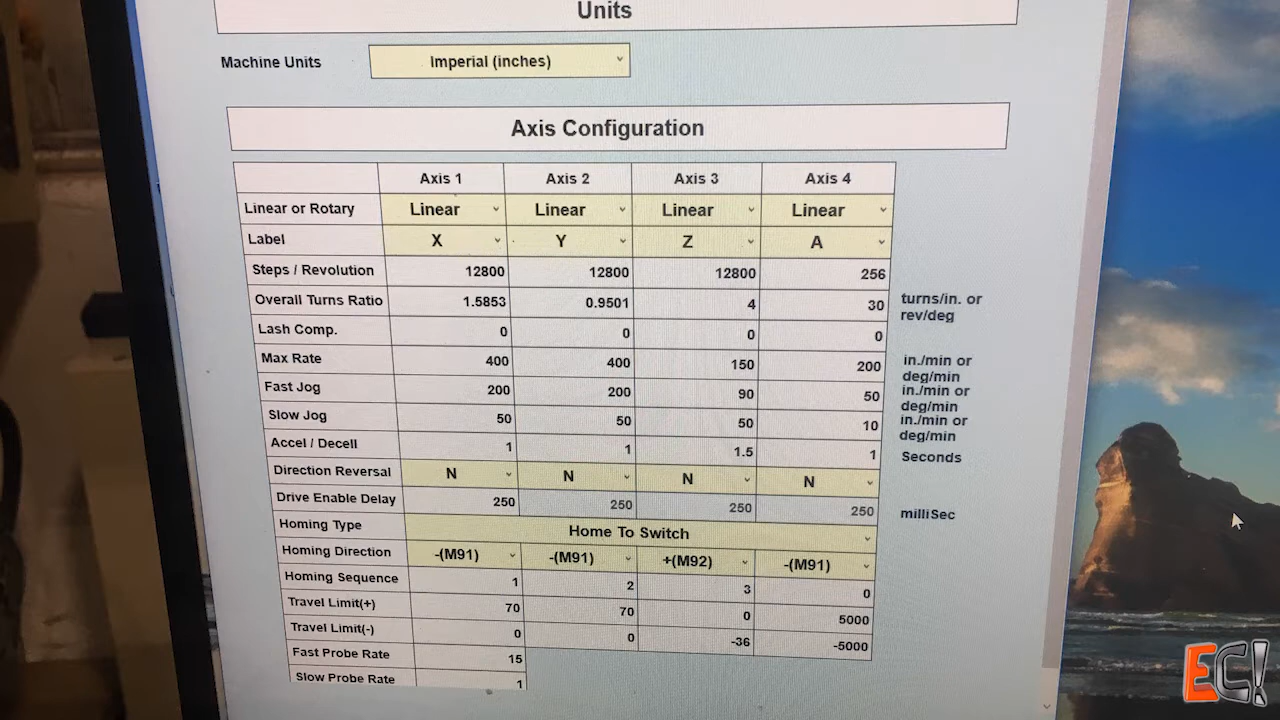 Units
Machine Units Imperial (inches)
Axis Configuration
Axis 1 Axis 2 Axis 3 Axis 4
Linear or Rotary Linear Linear Linear Linear
Label X Y Z A
Steps / Revolution 12800 12800 12800 256
Overall Turns Ratio 1.5853 0.9501 4 30 turns/in. or
rev/deg
Lash Comp. 0 0 0 0
Max Rate 400 400 150 200 in./min or
deg/min
Fast Jog 200 200 90 50 in./min or
deg/min
Slow Jog 50 50 50 10 in./min or
deg/min
Accel / Decell 1 1 1.5 1 Seconds
Direction Reversal N N N N
Drive Enable Delay 250 250 250 250 milliSec
Homing Type Home To Switch
Homing Direction -(M91) -(M91) +(M92) -(M91)
Homing Sequence 1 2 3 0
Travel Limit(+) 70 70 0 5000
Travel Limit(-) 0 0 -36 -5000
Fast Probe Rate 15
Slow Probe Rate 1
EC!